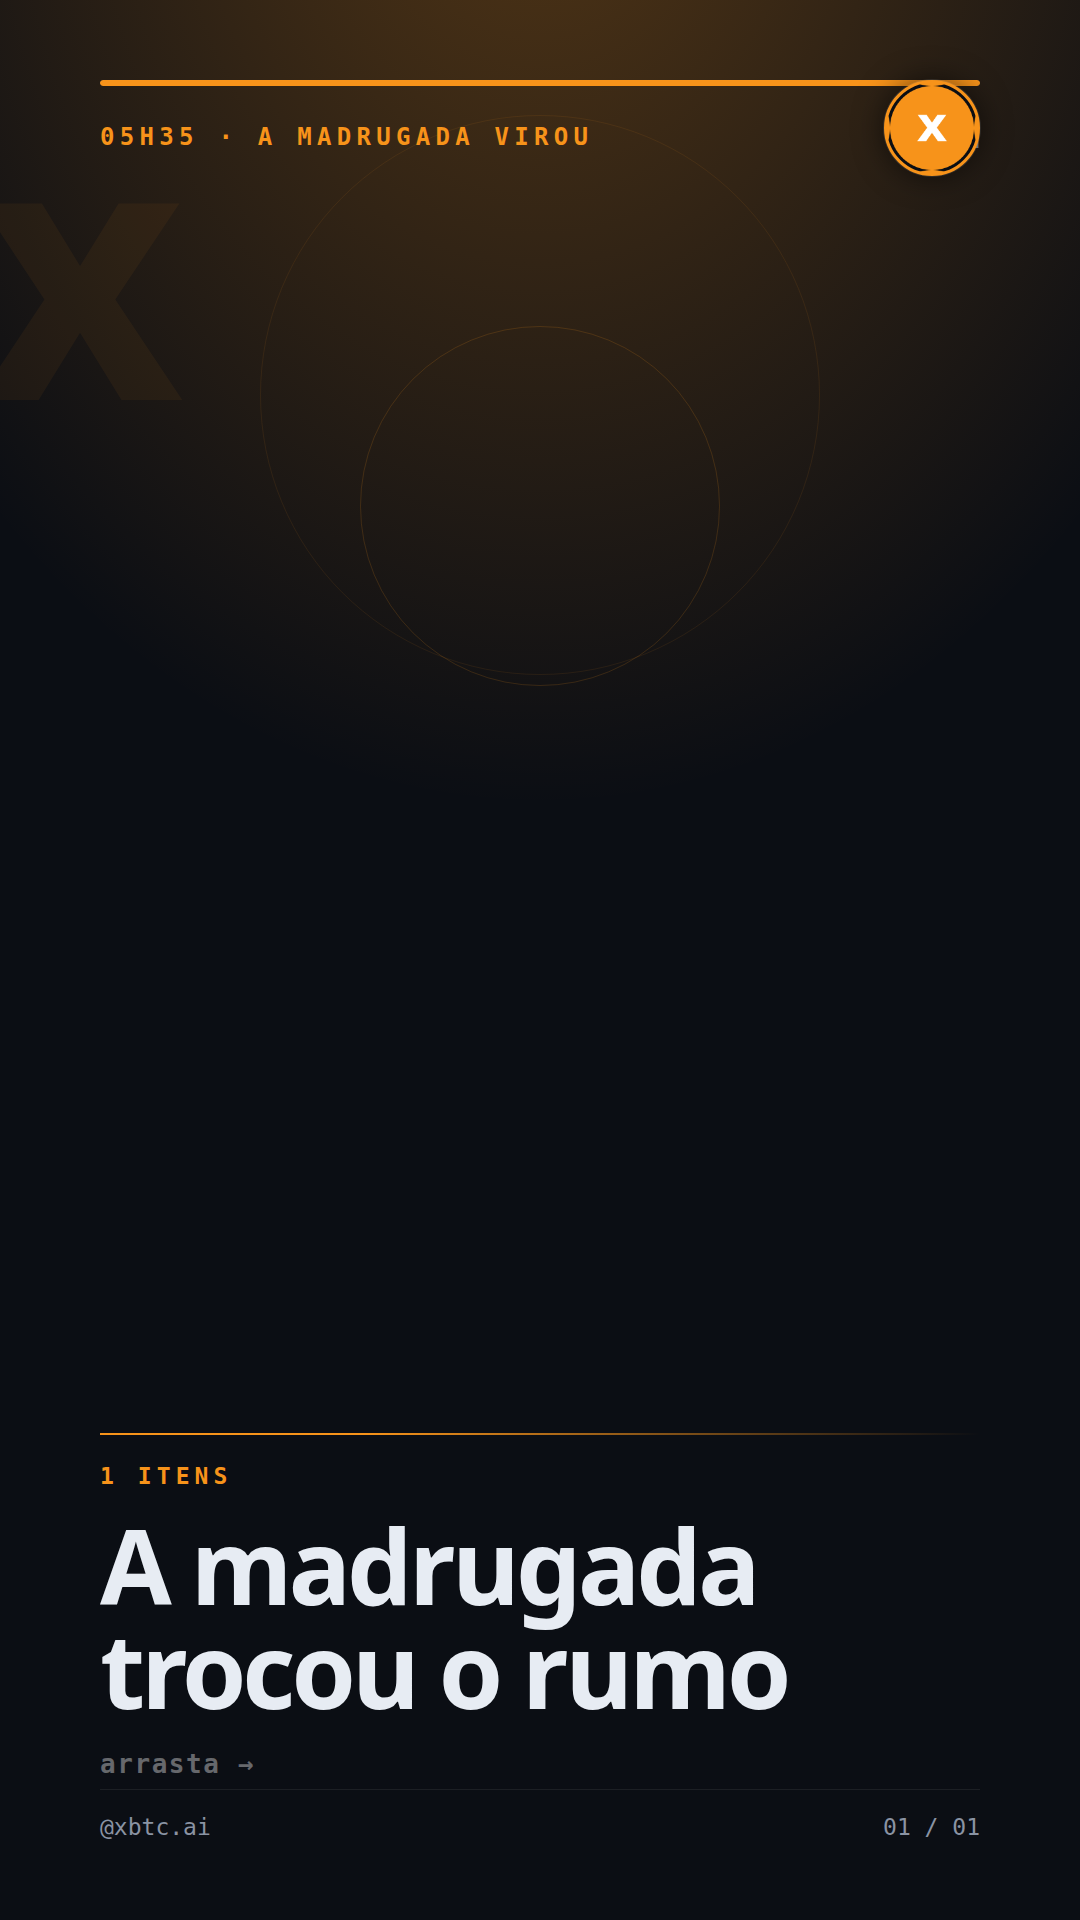 05H35 · A MADRUGADA VIROU
x
x
1 ITENS
A madrugada
trocou o rumo
arrasta →
@xbtc.ai
01 / 01